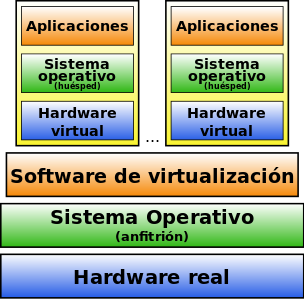 Aplicaciones
Sistema
operativo
(huésped)
Hardware
virtual
...
Aplicaciones
Sistema
operativo
(huésped)
Hardware
virtual
Software de virtualización
Sistema Operativo
(anfitrión)
Hardware real